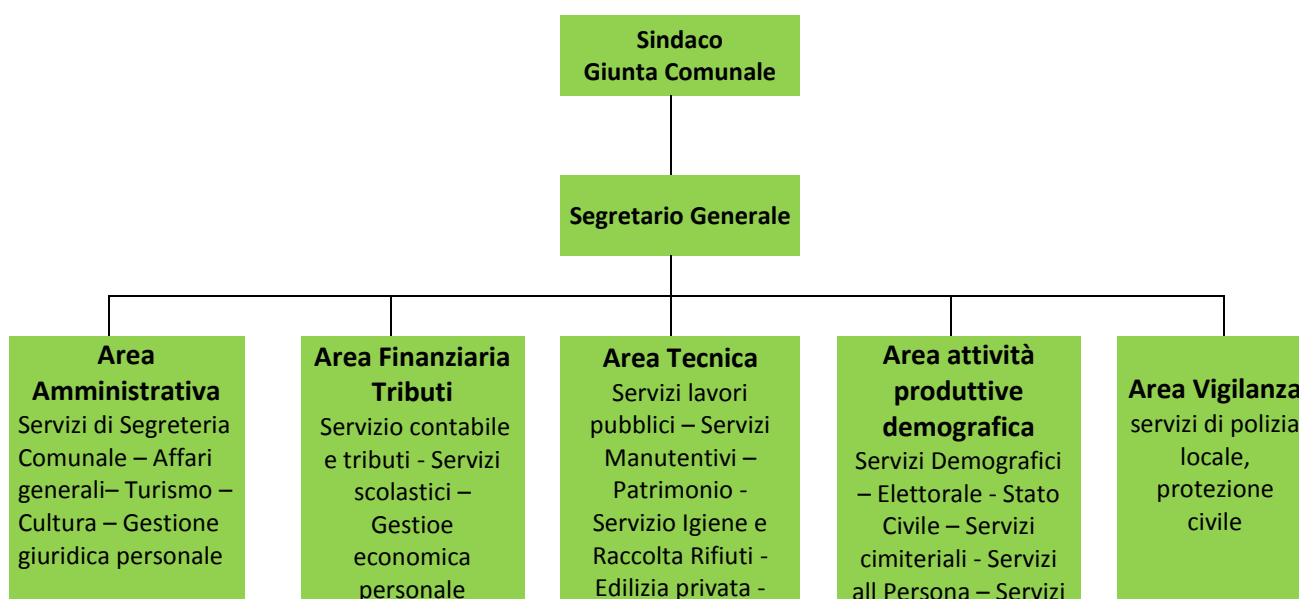 Sindaco
Giunta Comunale
Segretario Generale
Area
Amministrativa
Servizi di Segreteria
Comunale – Affari
generali– Turismo –
Cultura – Gestione
giuridica personale
Area Finanziaria
Tributi
Servizio contabile
e tributi - Servizi
scolastici –
Gestioe
economica
personale
Area Tecnica
Servizi lavori
pubblici – Servizi
Manutentivi –
Patrimonio -
Servizio Igiene e
Raccolta Rifiuti -
Edilizia privata -
Area attività
produttive
demografica
Servizi Demografici
– Elettorale - Stato
Civile – Servizi
cimiteriali - Servizi
all Persona – Servizi
Area Vigilanza
servizi di polizia
locale,
protezione
civile